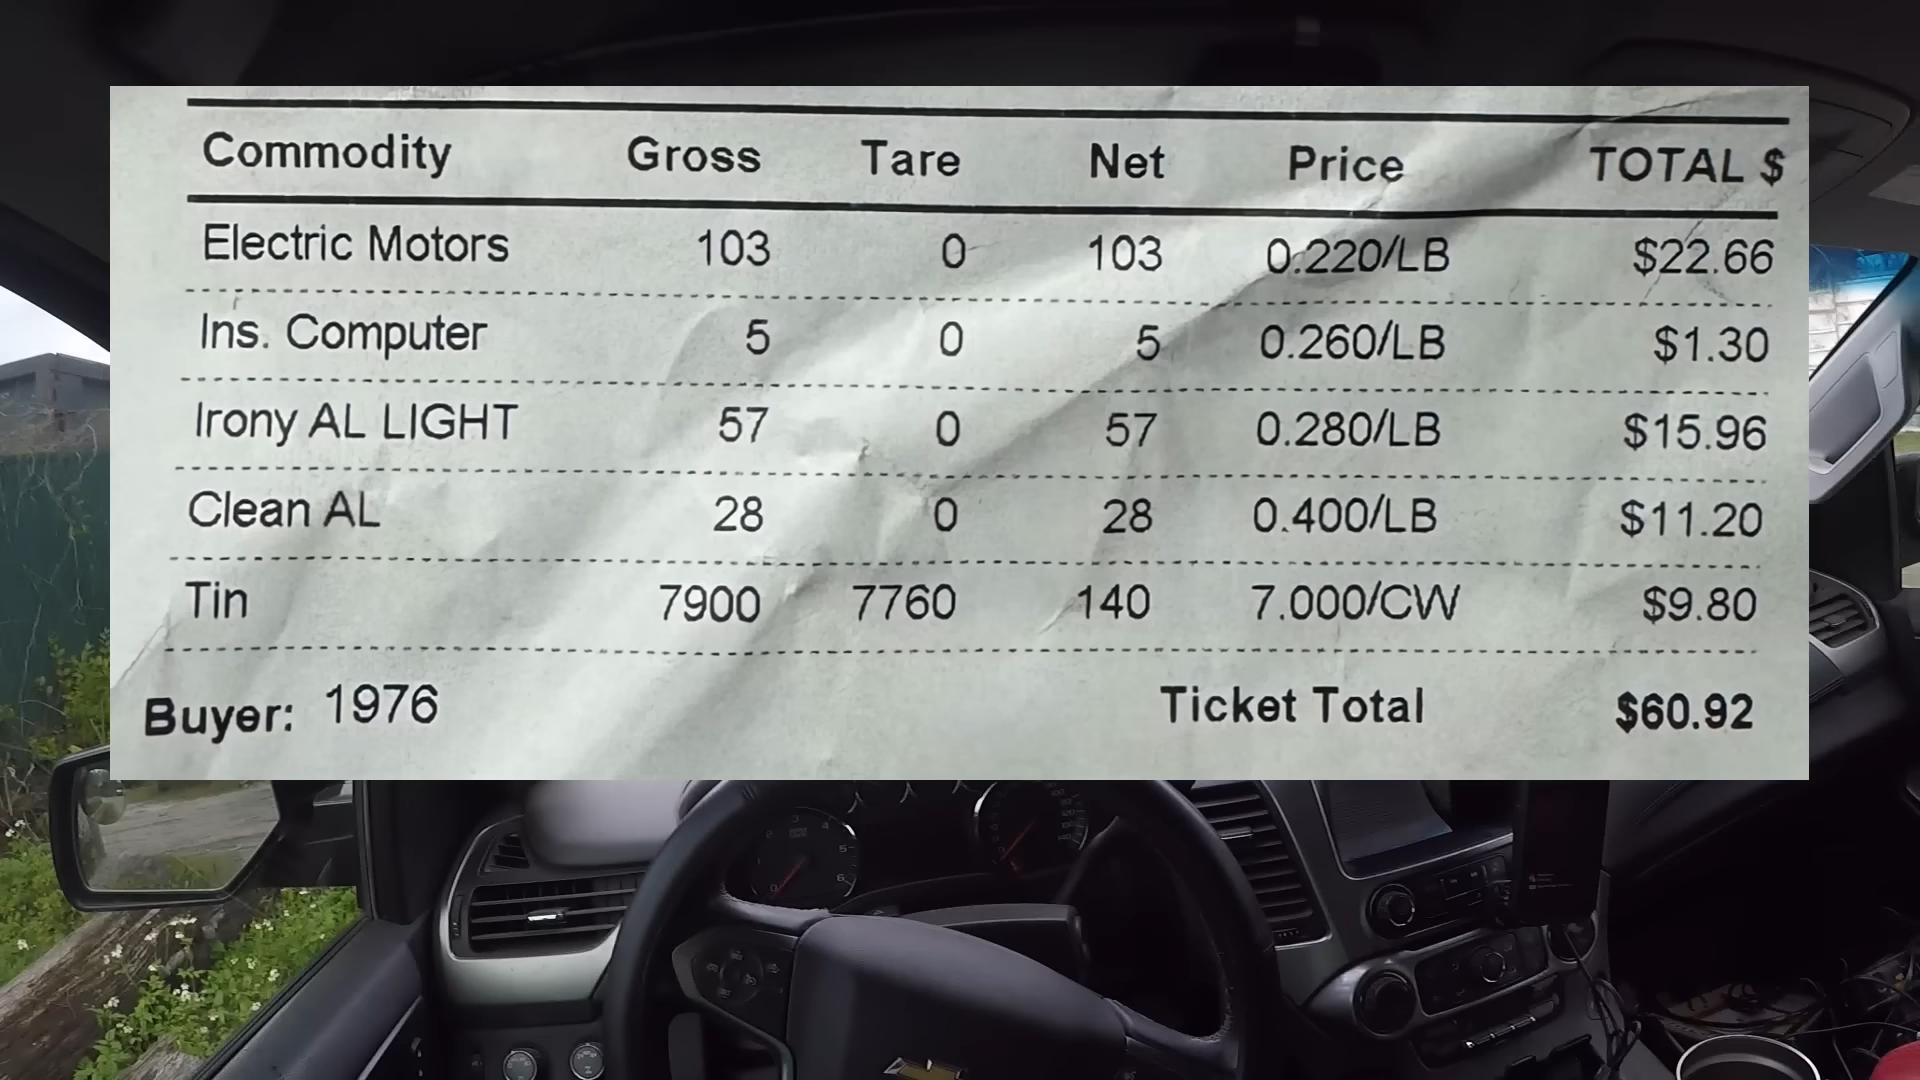 Commodity Gross Tare Net Price TOTAL $
Electric Motors 103 0 103 0.220/LB $22.66
Ins. Computer 5 0 5 0.260/LB $1.30
Irony AL LIGHT 57 0 57 0.280/LB $15.96
Clean AL 28 0 28 0.400/LB $11.20
Tin 7900 7760 140 7.000/CW $9.80
Buyer: 1976 Ticket Total $60.92